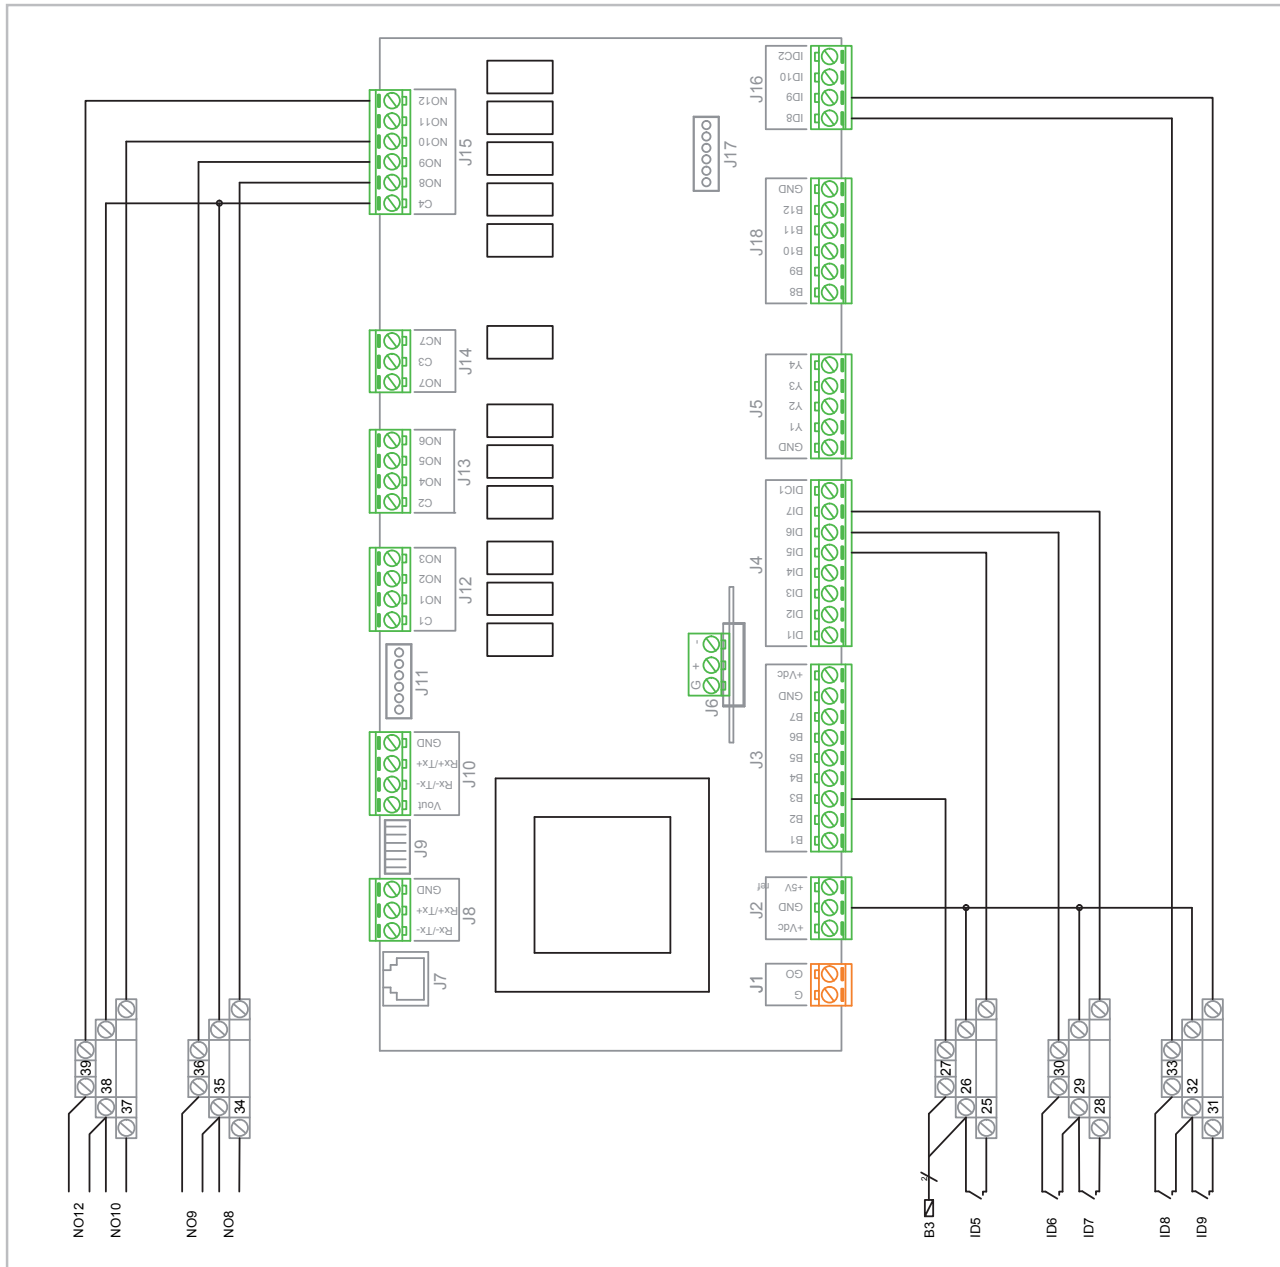 J15
NO12
NO11
NO10
NO9
NO8
C4
J14
NC7
C3
NO7
J13
NO6
NO5
NO4
C2
J12
NO3
NO2
NO1
C1
J11
J10
GND
Rx+/Tx+
Rx-/Tx-
Vout
J9
J8
GND
Rx+/Tx+
Rx-/Tx-
J7
J16
IDC2
ID10
ID9
ID8
J17
J18
GND
B12
B11
B10
B9
B8
J5
Y4
Y3
Y2
Y1
GND
J4
DIC1
DI7
DI6
DI5
DI4
DI3
DI2
DI1
J6
-
+
G
J3
+Vdc
GND
B7
B6
B5
B4
B3
B2
B1
J2
+5V ref
GND
+Vdc
J1
GO
G
39
38
37
36
35
34
27
26
25
30
29
28
33
32
31
2
NO12
NO10
NO9
NO8
B3
ID5
ID6
ID7
ID8
ID9